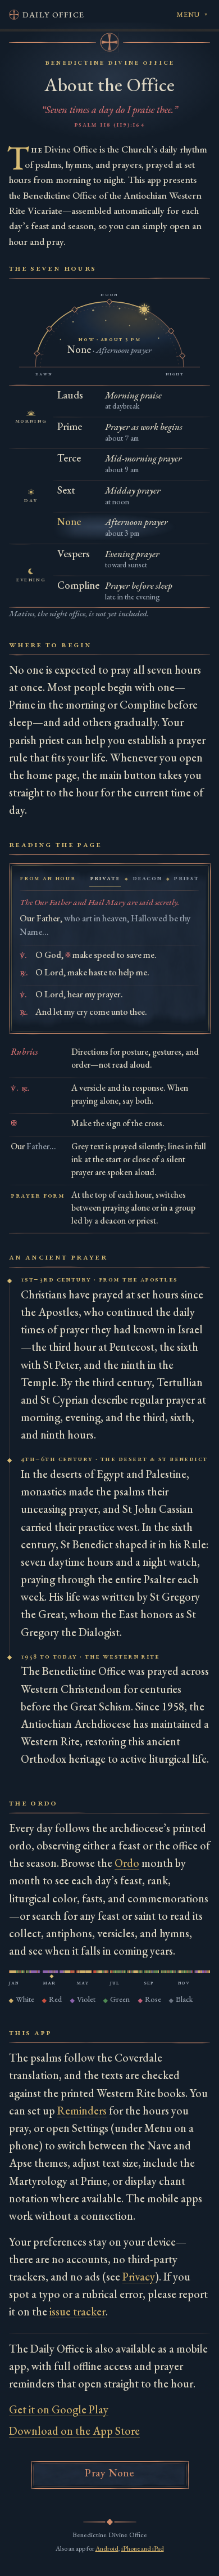 DAILY OFFICE
MENU
BENEDICTINE DIVINE OFFICE
About the Office
“Seven times a day do I praise thee.”
PSALM 118 (119):164
THE Divine Office is the Church’s daily rhythm
of psalms, hymns, and prayers, prayed at set
hours from morning to night. This app presents
the Benedictine Office of the Antiochian Western
Rite Vicariate—assembled automatically for each
day’s feast and season, so you can simply open an
hour and pray.
THE SEVEN HOURS
NOON
NOW · ABOUT 3 PM
None · Afternoon prayer
DAWN
NIGHT
MORNING
Lauds
Morning praise
at daybreak
Prime
Prayer as work begins
about 7 am
DAY
Terce
Mid-morning prayer
about 9 am
Sext
Midday prayer
at noon
None
Afternoon prayer
about 3 pm
EVENING
Vespers
Evening prayer
toward sunset
Compline
Prayer before sleep
late in the evening
Matins, the night office, is not yet included.
WHERE TO BEGIN
No one is expected to pray all seven hours
at once. Most people begin with one—
Prime in the morning or Compline before
sleep—and add others gradually. Your
parish priest can help you establish a prayer
rule that fits your life. Whenever you open
the home page, the main button takes you
straight to the hour for the current time of
day.
READING THE PAGE
FROM AN HOUR
PRIVATE ◆ DEACON ◆ PRIEST
The Our Father and Hail Mary are said secretly.
Our Father, who art in heaven, Hallowed be thy
Name…
℣. O God, ✠ make speed to save me.
℟. O Lord, make haste to help me.
℣. O Lord, hear my prayer.
℟. And let my cry come unto thee.
Rubrics
Directions for posture, gestures, and
order—not read aloud.
℣. ℟.
A versicle and its response. When
praying alone, say both.
✠
Make the sign of the cross.
Our Father…
Grey text is prayed silently; lines in full
ink at the start or close of a silent
prayer are spoken aloud.
PRAYER FORM
At the top of each hour, switches
between praying alone or in a group
led by a deacon or priest.
AN ANCIENT PRAYER
1ST–3RD CENTURY · FROM THE APOSTLES
Christians have prayed at set hours since
the Apostles, who continued the daily
times of prayer they had known in Israel
—the third hour at Pentecost, the sixth
with St Peter, and the ninth in the
Temple. By the third century, Tertullian
and St Cyprian describe regular prayer at
morning, evening, and the third, sixth,
and ninth hours.
4TH–6TH CENTURY · THE DESERT & ST BENEDICT
In the deserts of Egypt and Palestine,
monastics made the psalms their
unceasing prayer, and St John Cassian
carried their practice west. In the sixth
century, St Benedict shaped it in his Rule:
seven daytime hours and a night watch,
praying through the entire Psalter each
week. His life was written by St Gregory
the Great, whom the East honors as St
Gregory the Dialogist.
1958 TO TODAY · THE WESTERN RITE
The Benedictine Office was prayed across
Western Christendom for centuries
before the Great Schism. Since 1958, the
Antiochian Archdiocese has maintained a
Western Rite, restoring this ancient
Orthodox heritage to active liturgical life.
THE ORDO
Every day follows the archdiocese’s printed
ordo, observing either a feast or the office of
the season. Browse the Ordo month by
month to see each day’s feast, rank,
liturgical color, fasts, and commemorations
—or search for any feast or saint to read its
collect, antiphons, versicles, and hymns,
and see when it falls in coming years.
JAN MAR MAY JUL SEP NOV
White Red Violet Green Rose Black
THIS APP
The psalms follow the Coverdale
translation, and the texts are checked
against the printed Western Rite books. You
can set up Reminders for the hours you
pray, or open Settings (under Menu on a
phone) to switch between the Nave and
Apse themes, adjust text size, include the
Martyrology at Prime, or display chant
notation where available. The mobile apps
work without a connection.
Your preferences stay on your device—
there are no accounts, no third-party
trackers, and no ads (see Privacy). If you
spot a typo or a rubrical error, please report
it on the issue tracker.
The Daily Office is also available as a mobile
app, with full offline access and prayer
reminders that open straight to the hour.
Get it on Google Play
Download on the App Store
Pray None
Benedictine Divine Office
Also an app for Android, iPhone and iPad